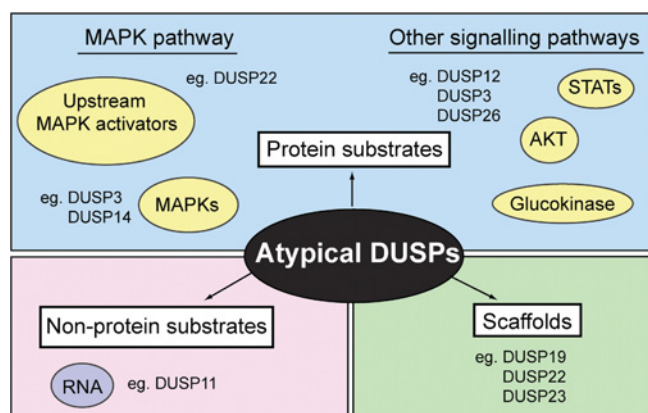 MAPK pathway
eg. DUSP22
Upstream
MAPK activators
eg. DUSP3
DUSP14
MAPKs
Other signalling pathways
eg. DUSP12
DUSP3
DUSP26
STATs
AKT
Glucokinase
Protein substrates
Atypical DUSPs
Non-protein substrates
RNA
eg. DUSP11
Scaffolds
eg. DUSP19
DUSP22
DUSP23